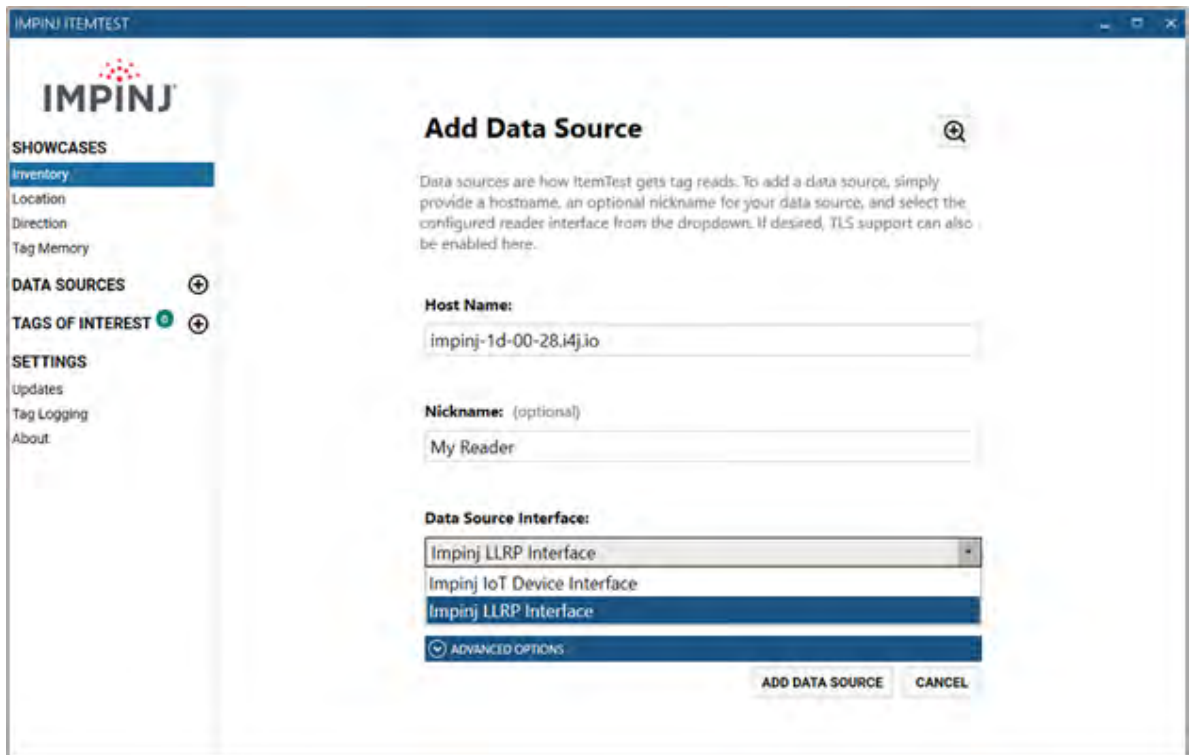 IMPINJ ITEMTEST
IMPINJ
SHOWCASES
Inventory
Location
Direction
Tag Memory
DATA SOURCES
TAGS OF INTEREST 0
SETTINGS
Updates
Tag Logging
About
Add Data Source
Data sources are how ItemTest gets tag reads. To add a data source, simply
provide a hostname, an optional nickname for your data source, and select the
configured reader interface from the dropdown. If desired, TLS support can also
be enabled here.
Host Name:
impinj-1d-00-28.i4j.io
Nickname: (optional)
My Reader
Data Source Interface:
Impinj LLRP Interface
Impinj IoT Device Interface
Impinj LLRP Interface
ADVANCED OPTIONS
ADD DATA SOURCE CANCEL